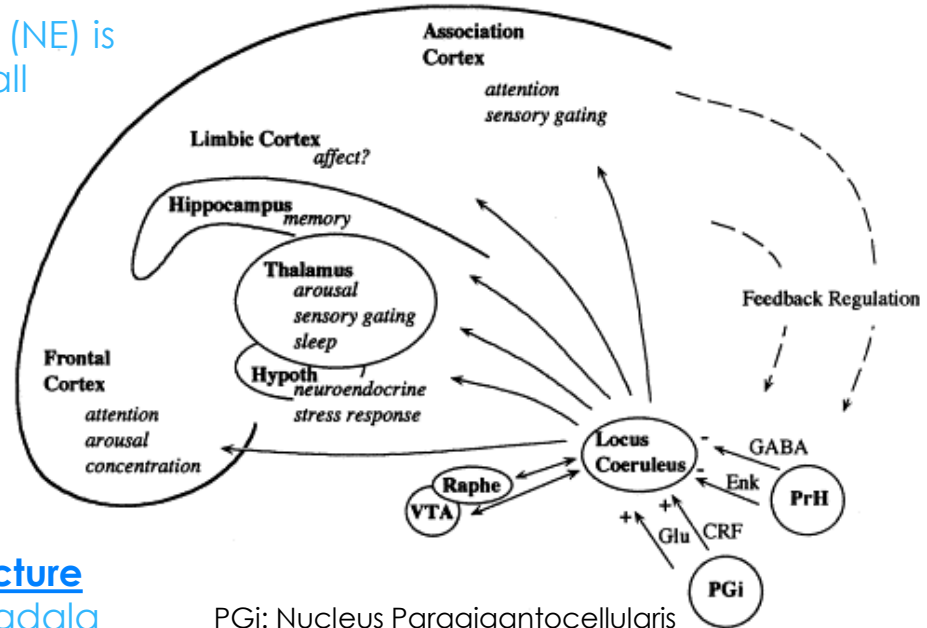 (NE) is
all
Association
Cortex
attention
sensory gating
Limbic Cortex
affect?
Hippocampus
memory
Thalamus
arousal
sensory gating
sleep
Feedback Regulation
Frontal
Cortex
attention
arousal
concentration
Hypoth
neuroendocrine
stress response
Locus
Coeruleus
-
GABA
-
Enk
PrH
Raphe
VTA
+
Glu
+
CRF
PGi
cture
adala
PGi: Nucleus Paragigantocellularis